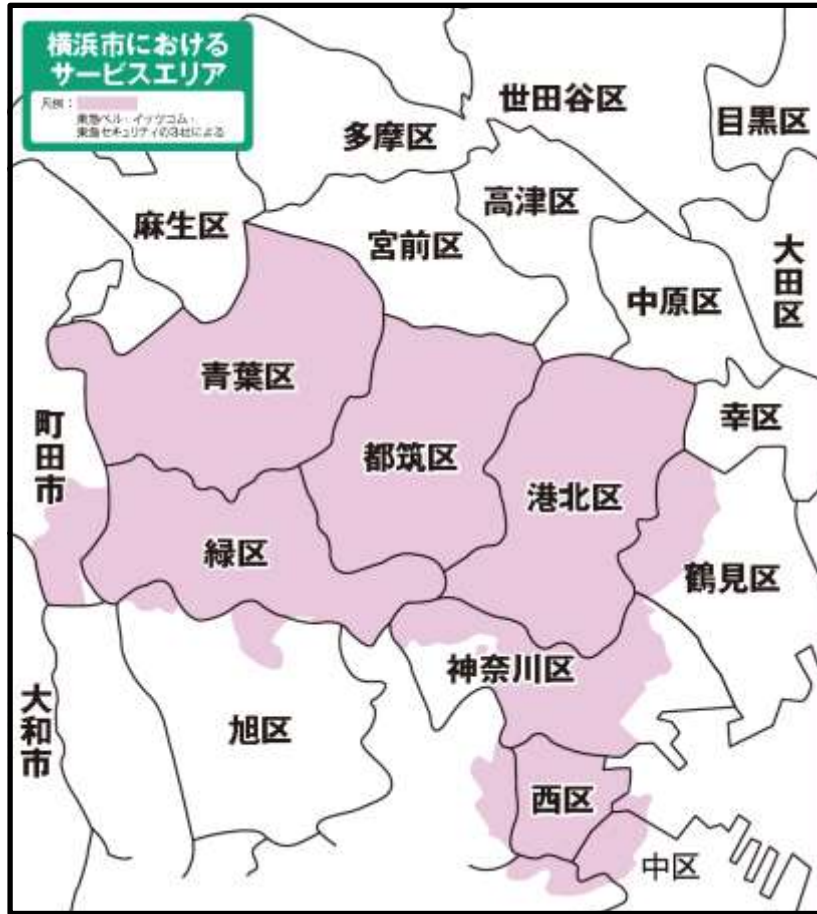 横浜市における
サービスエリア
凡例：
東急ベル・イッツコム・
東急セキュリティの3社による
世田谷区
目黒区
多摩区
高津区
麻生区
宮前区
大田区
中原区
青葉区
幸区
町田市
都筑区
港北区
緑区
鶴見区
神奈川区
大和市
旭区
西区
中区